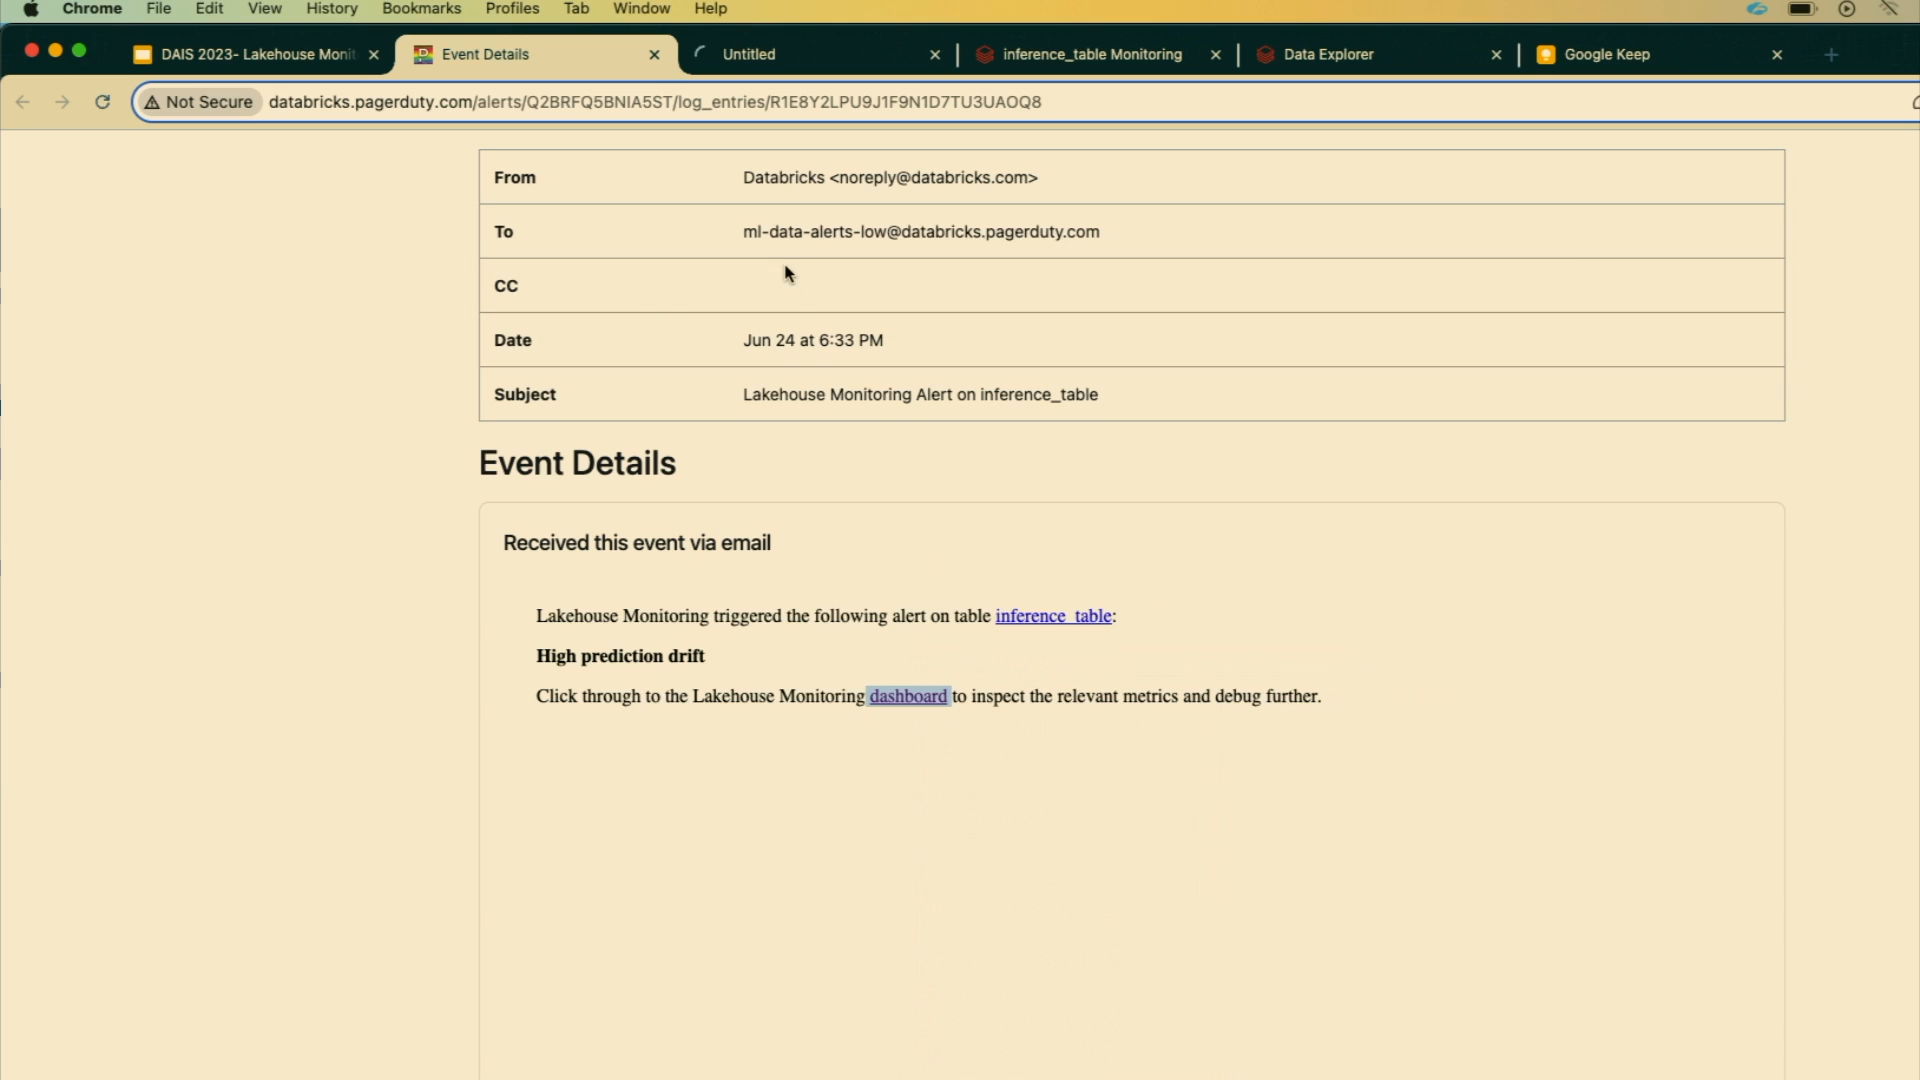 Chrome File Edit View History Bookmarks Profiles Tab Window Help
DAIS 2023- Lakehouse Monit Event Details Untitled inference_table Monitoring Data Explorer Google Keep
Not Secure databricks.pagerduty.com/alerts/Q2BRFQ5BNIA5ST/log_entries/R1E8Y2LPU9J1F9N1D7TU3UAOQ8
From Databricks <noreply@databricks.com>
To ml-data-alerts-low@databricks.pagerduty.com
CC
Date Jun 24 at 6:33 PM
Subject Lakehouse Monitoring Alert on inference_table
Event Details
Received this event via email
Lakehouse Monitoring triggered the following alert on table inference_table:
High prediction drift
Click through to the Lakehouse Monitoring dashboard to inspect the relevant metrics and debug further.